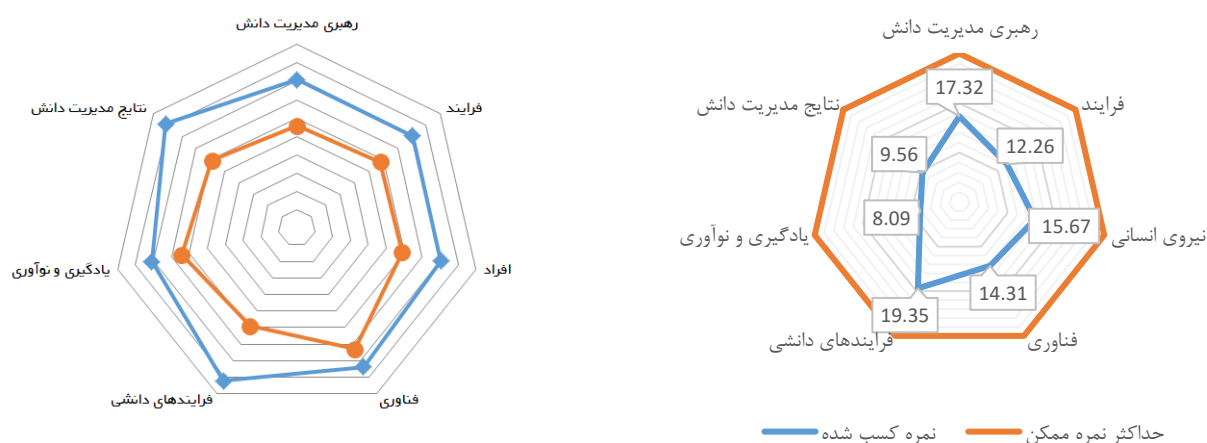 رهبری مدیریت دانش
فرایند
افراد
فناوری
فرایندهای دانشی
یادگیری و نوآوری
نتایج مدیریت دانش
رهبری مدیریت دانش
فرایند
نیروی انسانی
فناوری
فرایندهای دانشی
یادگیری و نوآوری
نتایج مدیریت دانش
17.32
12.26
15.67
14.31
19.35
8.09
9.56
حداکثر نمره ممکن
نمره کسب شده